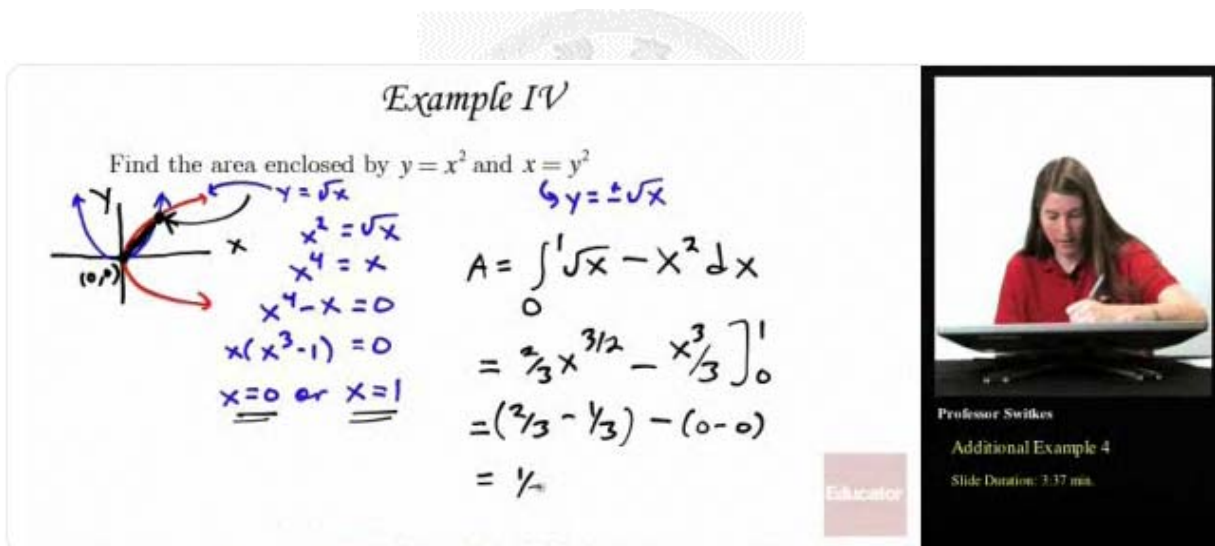 Example IV
Find the area enclosed by y = x² and x = y²
y
x
(0,0)
y = √x
x² = √x
x⁴ = x
x⁴ - x = 0
x(x³-1) = 0
x=0 or x=1
y = ±√x
A = ∫₀¹ √x - x² dx
= 2/3 x^(3/2) - x³/3 ]₀¹
= (2/3 - 1/3) - (0-0)
= 1/
Educator
Professor Switkes
Additional Example 4
Slide Duration: 3:37 min.